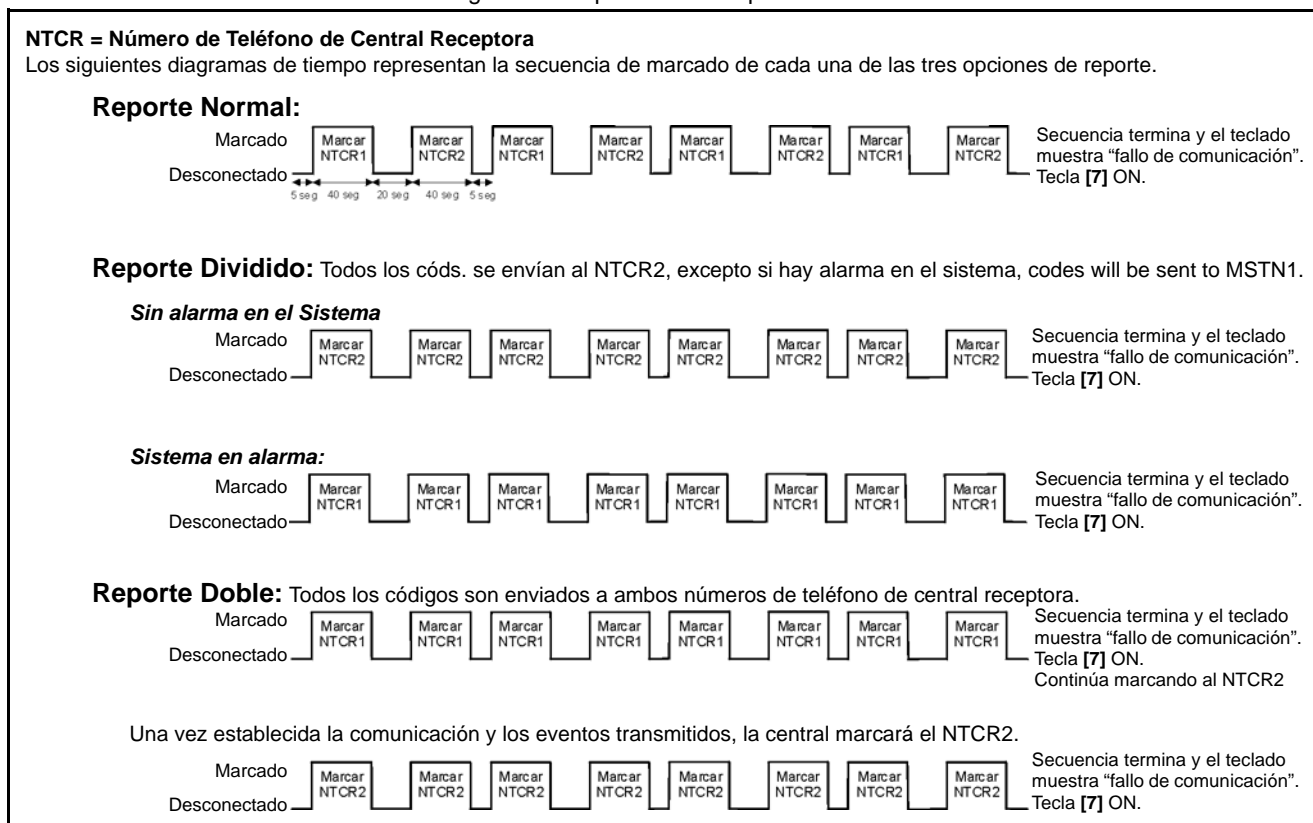 NTCR = Número de Teléfono de Central Receptora
Los siguientes diagramas de tiempo representan la secuencia de marcado de cada una de las tres opciones de reporte.
Reporte Normal:
Marcado
Desconectado
Marcar NTCR1
Marcar NTCR2
Marcar NTCR1
Marcar NTCR2
Marcar NTCR1
Marcar NTCR2
Marcar NTCR1
Marcar NTCR2
5 seg 40 seg 20 seg 40 seg 5 seg
Secuencia termina y el teclado
muestra “fallo de comunicación”.
Tecla [7] ON.
Reporte Dividido: Todos los códs. se envían al NTCR2, excepto si hay alarma en el sistema, codes will be sent to MSTN1.
Sin alarma en el Sistema
Marcado
Desconectado
Marcar NTCR2
Marcar NTCR2
Marcar NTCR2
Marcar NTCR2
Marcar NTCR2
Marcar NTCR2
Marcar NTCR2
Marcar NTCR2
Secuencia termina y el teclado
muestra “fallo de comunicación”.
Tecla [7] ON.
Sistema en alarma:
Marcado
Desconectado
Marcar NTCR1
Marcar NTCR1
Marcar NTCR1
Marcar NTCR1
Marcar NTCR1
Marcar NTCR1
Marcar NTCR1
Marcar NTCR1
Secuencia termina y el teclado
muestra “fallo de comunicación”.
Tecla [7] ON.
Reporte Doble: Todos los códigos son enviados a ambos números de teléfono de central receptora.
Marcado
Desconectado
Marcar NTCR1
Marcar NTCR1
Marcar NTCR1
Marcar NTCR1
Marcar NTCR1
Marcar NTCR1
Marcar NTCR1
Marcar NTCR1
Secuencia termina y el teclado
muestra “fallo de comunicación”.
Tecla [7] ON.
Continúa marcando al NTCR2
Una vez establecida la comunicación y los eventos transmitidos, la central marcará el NTCR2.
Marcado
Desconectado
Marcar NTCR2
Marcar NTCR2
Marcar NTCR2
Marcar NTCR2
Marcar NTCR2
Marcar NTCR2
Marcar NTCR2
Marcar NTCR2
Secuencia termina y el teclado
muestra “fallo de comunicación”.
Tecla [7] ON.